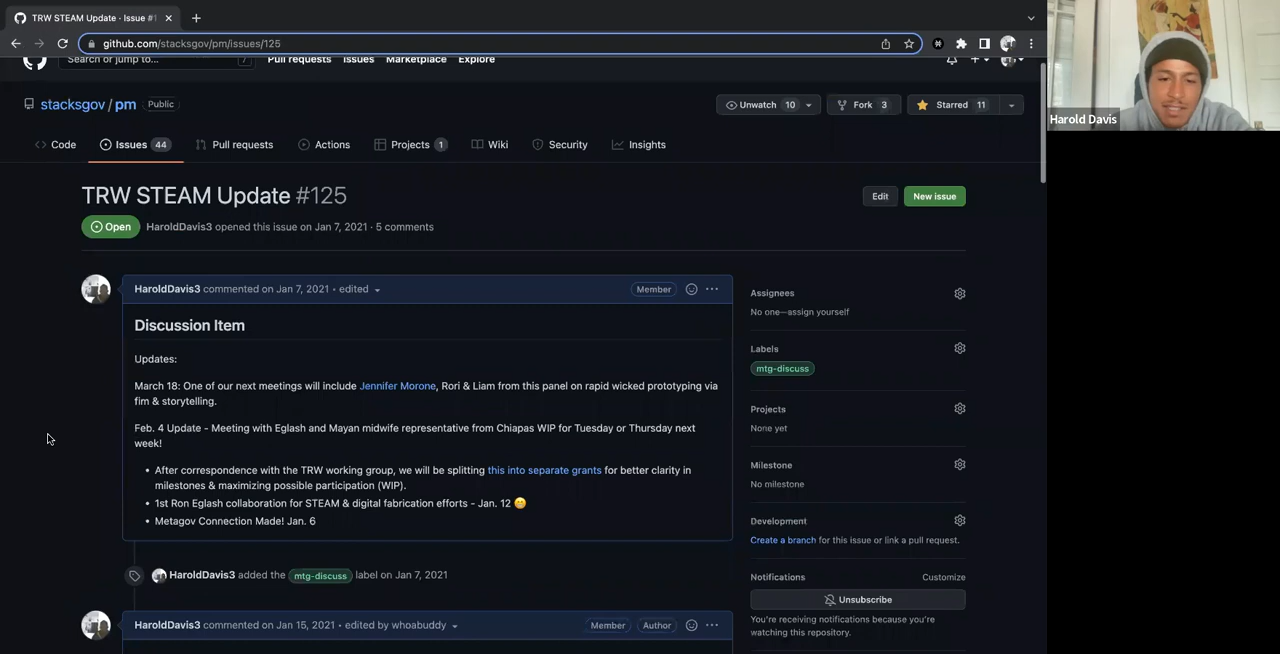 TRW STEAM Update · Issue #1
github.com/stacksgov/pm/issues/125
Search or jump to...
/
Pull requests
Issues
Marketplace
Explore
stacksgov / pm
Public
Unwatch 10
Fork 3
Starred 11
Code
Issues 44
Pull requests
Actions
Projects 1
Wiki
Security
Insights
TRW STEAM Update #125
Edit
New issue
Open
HaroldDavis3 opened this issue on Jan 7, 2021 · 5 comments
HaroldDavis3 commented on Jan 7, 2021 · edited
Member
Discussion Item
Updates:
March 18: One of our next meetings will include Jennifer Morone, Rori & Liam from this panel on rapid wicked prototyping via
fim & storytelling.
Feb. 4 Update - Meeting with Eglash and Mayan midwife representative from Chiapas WIP for Tuesday or Thursday next
week!
• After correspondence with the TRW working group, we will be splitting this into separate grants for better clarity in
milestones & maximizing possible participation (WIP).
• 1st Ron Eglash collaboration for STEAM & digital fabrication efforts - Jan. 12 😁
• Metagov Connection Made! Jan. 6
HaroldDavis3 added the mtg-discuss label on Jan 7, 2021
HaroldDavis3 commented on Jan 15, 2021 · edited by whoabuddy
Member
Author
Assignees
No one—assign yourself
Labels
mtg-discuss
Projects
None yet
Milestone
No milestone
Development
Create a branch for this issue or link a pull request.
Notifications
Customize
Unsubscribe
You're receiving notifications because you're
watching this repository.
Harold Davis